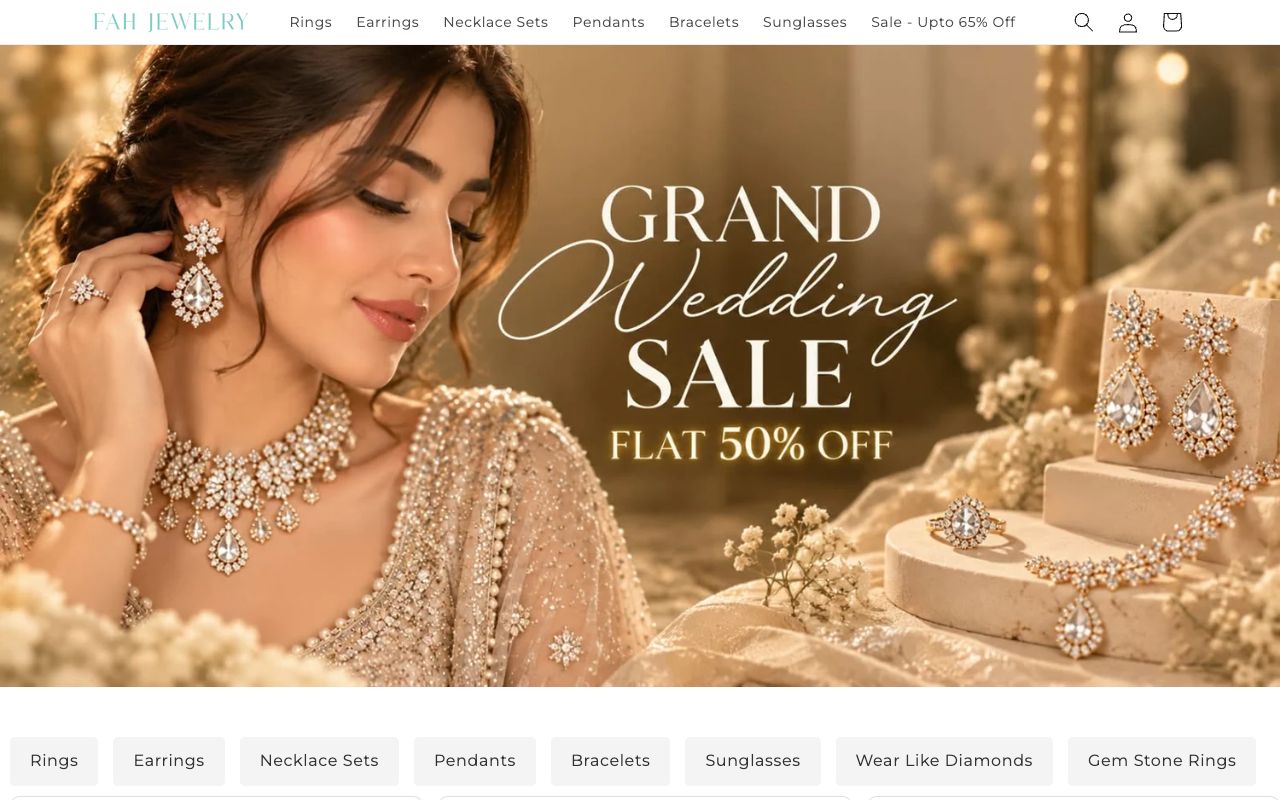 FAH JEWELRY
Rings Earrings Necklace Sets Pendants Bracelets Sunglasses Sale - Upto 65% Off
GRAND
Wedding
SALE
FLAT 50% OFF
Rings Earrings Necklace Sets Pendants Bracelets Sunglasses Wear Like Diamonds Gem Stone Rings